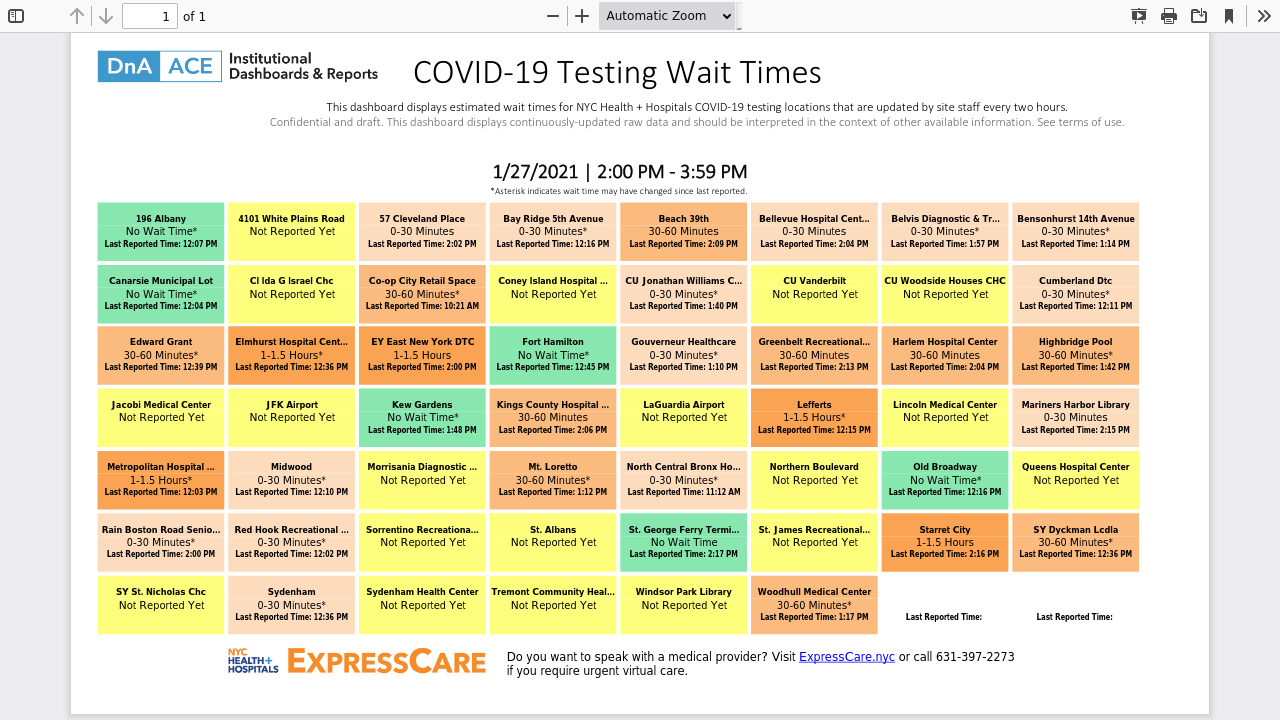 1 of 1 Automatic Zoom
DnA ACE Institutional
Dashboards & Reports
COVID-19 Testing Wait Times
This dashboard displays estimated wait times for NYC Health + Hospitals COVID-19 testing locations that are updated by site staff every two hours.
Confidential and draft. This dashboard displays continuously-updated raw data and should be interpreted in the context of other available information. See terms of use.
1/27/2021 | 2:00 PM - 3:59 PM
*Asterisk indicates wait time may have changed since last reported.
196 Albany
No Wait Time*
Last Reported Time: 12:07 PM
4101 White Plains Road
Not Reported Yet
57 Cleveland Place
0-30 Minutes
Last Reported Time: 2:02 PM
Bay Ridge 5th Avenue
0-30 Minutes*
Last Reported Time: 12:16 PM
Beach 39th
30-60 Minutes
Last Reported Time: 2:09 PM
Bellevue Hospital Cent...
0-30 Minutes
Last Reported Time: 2:04 PM
Belvis Diagnostic & Tr...
0-30 Minutes*
Last Reported Time: 1:57 PM
Bensonhurst 14th Avenue
0-30 Minutes*
Last Reported Time: 1:14 PM
Canarsie Municipal Lot
No Wait Time*
Last Reported Time: 12:04 PM
Cl Ida G Israel Chc
Not Reported Yet
Co-op City Retail Space
30-60 Minutes*
Last Reported Time: 10:21 AM
Coney Island Hospital ...
Not Reported Yet
CU Jonathan Williams C...
0-30 Minutes*
Last Reported Time: 1:40 PM
CU Vanderbilt
Not Reported Yet
CU Woodside Houses CHC
Not Reported Yet
Cumberland Dtc
0-30 Minutes*
Last Reported Time: 12:11 PM
Edward Grant
30-60 Minutes*
Last Reported Time: 12:39 PM
Elmhurst Hospital Cent...
1-1.5 Hours*
Last Reported Time: 12:36 PM
EY East New York DTC
1-1.5 Hours
Last Reported Time: 2:00 PM
Fort Hamilton
No Wait Time*
Last Reported Time: 12:45 PM
Gouverneur Healthcare
0-30 Minutes*
Last Reported Time: 1:10 PM
Greenbelt Recreational...
30-60 Minutes
Last Reported Time: 2:13 PM
Harlem Hospital Center
30-60 Minutes
Last Reported Time: 2:04 PM
Highbridge Pool
30-60 Minutes*
Last Reported Time: 1:42 PM
Jacobi Medical Center
Not Reported Yet
JFK Airport
Not Reported Yet
Kew Gardens
No Wait Time*
Last Reported Time: 1:48 PM
Kings County Hospital ...
30-60 Minutes
Last Reported Time: 2:06 PM
LaGuardia Airport
Not Reported Yet
Lefferts
1-1.5 Hours*
Last Reported Time: 12:15 PM
Lincoln Medical Center
Not Reported Yet
Mariners Harbor Library
0-30 Minutes
Last Reported Time: 2:15 PM
Metropolitan Hospital ...
1-1.5 Hours*
Last Reported Time: 12:03 PM
Midwood
0-30 Minutes*
Last Reported Time: 12:10 PM
Morrisania Diagnostic ...
Not Reported Yet
Mt. Loretto
30-60 Minutes*
Last Reported Time: 1:12 PM
North Central Bronx Ho...
0-30 Minutes*
Last Reported Time: 11:12 AM
Northern Boulevard
Not Reported Yet
Old Broadway
No Wait Time*
Last Reported Time: 12:16 PM
Queens Hospital Center
Not Reported Yet
Rain Boston Road Senio...
0-30 Minutes*
Last Reported Time: 2:00 PM
Red Hook Recreational ...
0-30 Minutes*
Last Reported Time: 12:02 PM
Sorrentino Recreationa...
Not Reported Yet
St. Albans
Not Reported Yet
St. George Ferry Termi...
No Wait Time
Last Reported Time: 2:17 PM
St. James Recreational...
Not Reported Yet
Starret City
1-1.5 Hours
Last Reported Time: 2:16 PM
SY Dyckman Lcdla
30-60 Minutes*
Last Reported Time: 12:36 PM
SY St. Nicholas Chc
Not Reported Yet
Sydenham
0-30 Minutes*
Last Reported Time: 12:36 PM
Sydenham Health Center
Not Reported Yet
Tremont Community Heal...
Not Reported Yet
Windsor Park Library
Not Reported Yet
Woodhull Medical Center
30-60 Minutes*
Last Reported Time: 1:17 PM
Last Reported Time:
Last Reported Time:
NYC
HEALTH+
HOSPITALS
EXPRESSCARE
Do you want to speak with a medical provider? Visit ExpressCare.nyc or call 631-397-2273
if you require urgent virtual care.